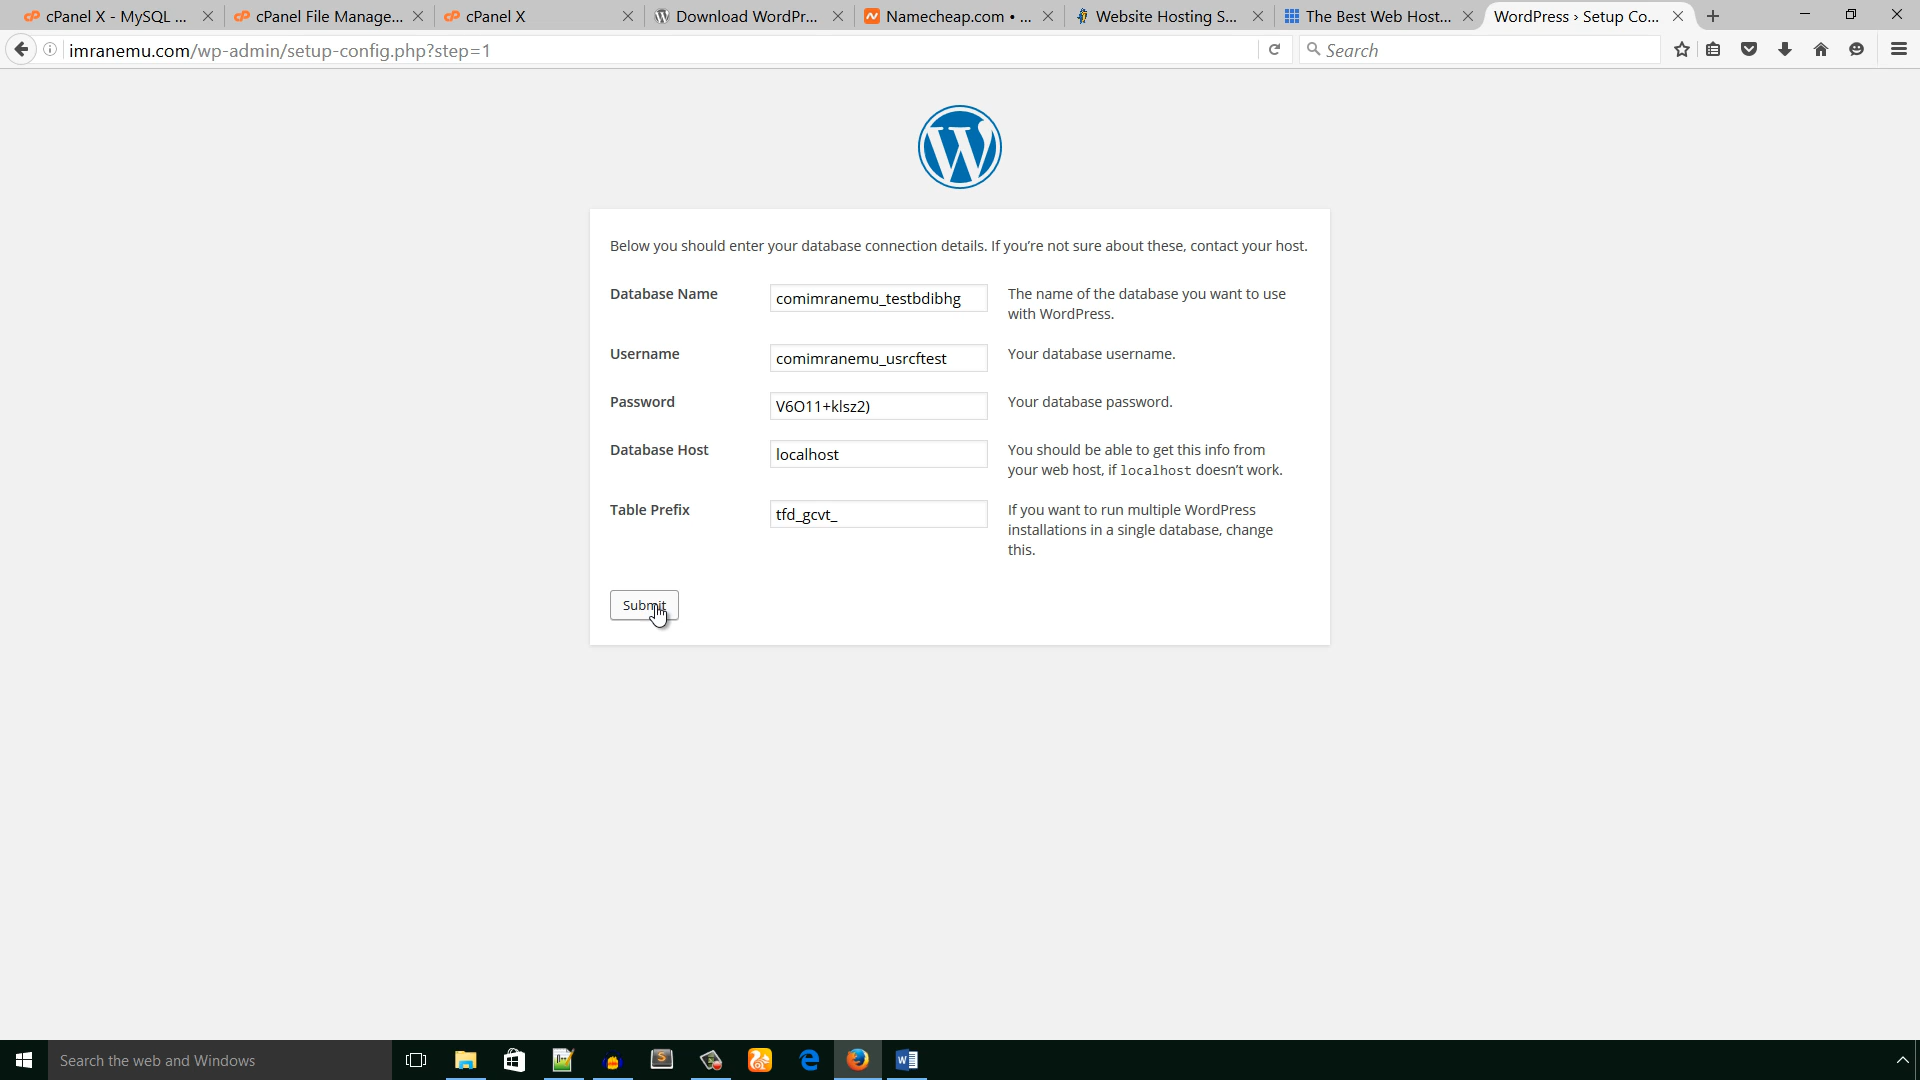 cPanel X - MySQL ...
cPanel File Manage...
cPanel X
Download WordPr...
Namecheap.com • ...
Website Hosting S...
The Best Web Host...
WordPress › Setup Co...
imranemu.com/wp-admin/setup-config.php?step=1
Search
Below you should enter your database connection details. If you're not sure about these, contact your host.
Database Name
comimranemu_testbdibhg
The name of the database you want to use
with WordPress.
Username
comimranemu_usrcftest
Your database username.
Password
V6O11+klsz2)
Your database password.
Database Host
localhost
You should be able to get this info from
your web host, if localhost doesn't work.
Table Prefix
tfd_gcvt_
If you want to run multiple WordPress
installations in a single database, change
this.
Submit
Search the web and Windows